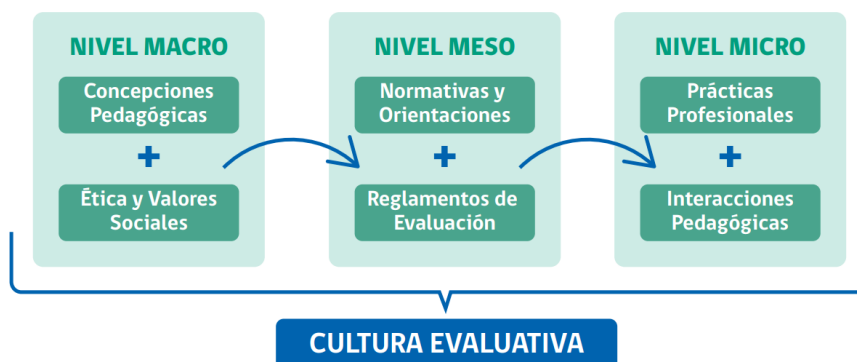 NIVEL MACRO
Concepciones
Pedagógicas
+
Ética y Valores
Sociales
NIVEL MESO
Normativas y
Orientaciones
+
Reglamentos de
Evaluación
NIVEL MICRO
Prácticas
Profesionales
+
Interacciones
Pedagógicas
CULTURA EVALUATIVA